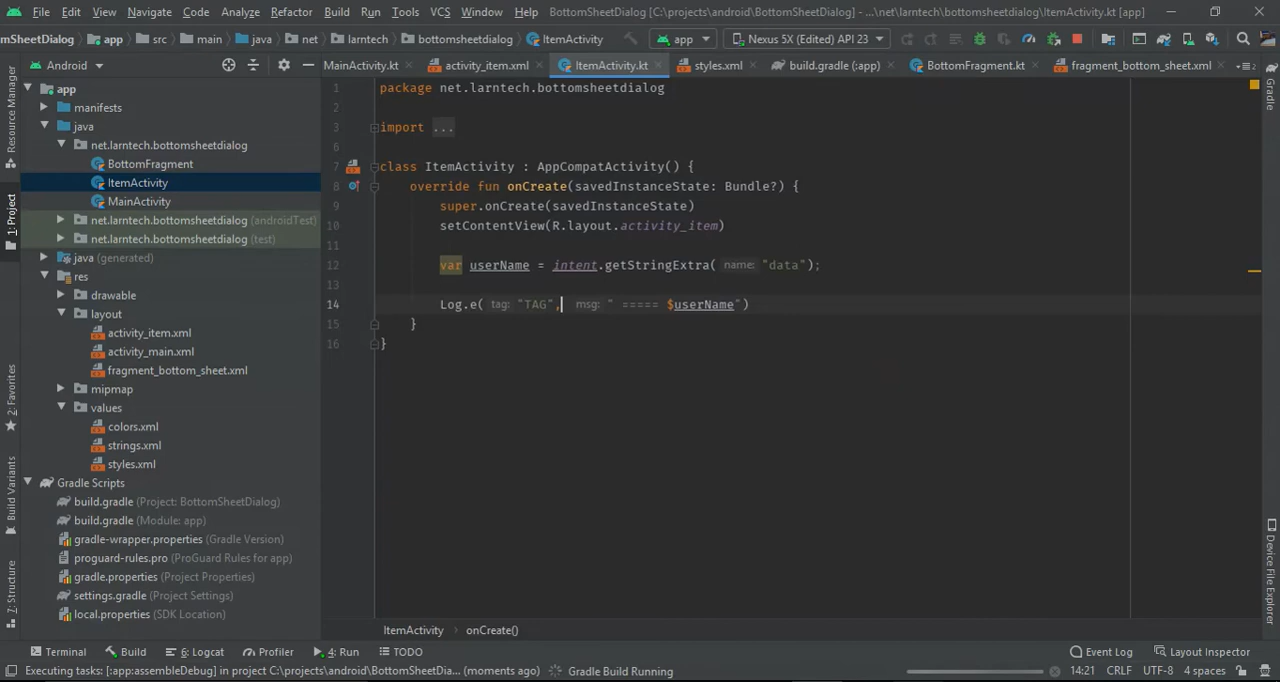 File Edit View Navigate Code Analyze Refactor Build Run Tools VCS Window Help BottomSheetDialog [C:\projects\android\BottomSheetDialog] - ...\net\larntech\bottomsheetdialog\ItemActivity.kt [app]
mSheetDialog app src main java net larntech bottomsheetdialog ItemActivity app Nexus 5X (Edited) API 23
Android MainActivity.kt activity_item.xml ItemActivity.kt styles.xml build.gradle (:app) BottomFragment.kt fragment_bottom_sheet.xml
Resource Manager
1: Project
2: Favorites
Build Variants
7: Structure
app
manifests
java
net.larntech.bottomsheetdialog
BottomFragment
ItemActivity
MainActivity
net.larntech.bottomsheetdialog (androidTest)
net.larntech.bottomsheetdialog (test)
java (generated)
res
drawable
layout
activity_item.xml
activity_main.xml
fragment_bottom_sheet.xml
mipmap
values
colors.xml
strings.xml
styles.xml
Gradle Scripts
build.gradle (Project: BottomSheetDialog)
build.gradle (Module: app)
gradle-wrapper.properties (Gradle Version)
proguard-rules.pro (ProGuard Rules for app)
gradle.properties (Project Properties)
settings.gradle (Project Settings)
local.properties (SDK Location)
1 package net.larntech.bottomsheetdialog
2
3 import ...
6
7 class ItemActivity : AppCompatActivity() {
8 override fun onCreate(savedInstanceState: Bundle?) {
9 super.onCreate(savedInstanceState)
10 setContentView(R.layout.activity_item)
11
12 var userName = intent.getStringExtra( name: "data");
13
14 Log.e( tag: "TAG", msg: " ===== $userName")
15 }
16 }
Gradle
Device File Explorer
ItemActivity › onCreate()
Terminal Build 6: Logcat Profiler 4: Run TODO Event Log Layout Inspector
Executing tasks: [:app:assembleDebug] in project C:\projects\android\BottomSheetDia... (moments ago) Gradle Build Running 14:21 CRLF UTF-8 4 spaces